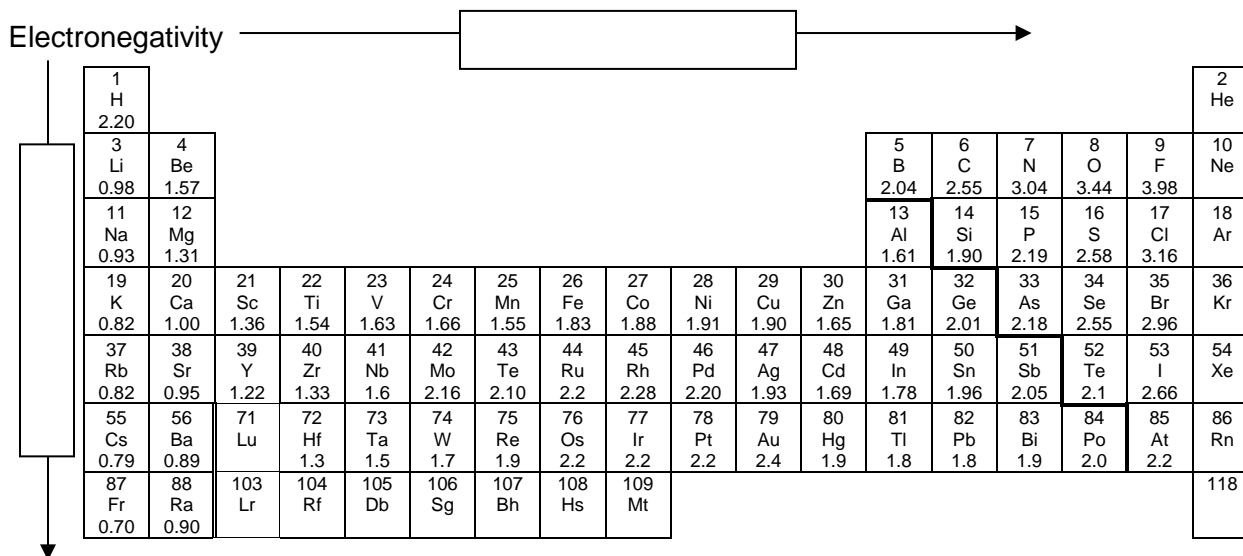 Electronegativity
1 2
H He
2.20
3 4 5 6 7 8 9 10
Li Be B C N O F Ne
0.98 1.57 2.04 2.55 3.04 3.44 3.98
11 12 13 14 15 16 17 18
Na Mg Al Si P S Cl Ar
0.93 1.31 1.61 1.90 2.19 2.58 3.16
19 20 21 22 23 24 25 26 27 28 29 30 31 32 33 34 35 36
K Ca Sc Ti V Cr Mn Fe Co Ni Cu Zn Ga Ge As Se Br Kr
0.82 1.00 1.36 1.54 1.63 1.66 1.55 1.83 1.88 1.91 1.90 1.65 1.81 2.01 2.18 2.55 2.96
37 38 39 40 41 42 43 44 45 46 47 48 49 50 51 52 53 54
Rb Sr Y Zr Nb Mo Te Ru Rh Pd Ag Cd In Sn Sb Te I Xe
0.82 0.95 1.22 1.33 1.6 2.16 2.10 2.2 2.28 2.20 1.93 1.69 1.78 1.96 2.05 2.1 2.66
55 56 71 72 73 74 75 76 77 78 79 80 81 82 83 84 85 86
Cs Ba Lu Hf Ta W Re Os Ir Pt Au Hg Tl Pb Bi Po At Rn
0.79 0.89 1.3 1.5 1.7 1.9 2.2 2.2 2.2 2.4 1.9 1.8 1.8 1.9 2.0 2.2
87 88 103 104 105 106 107 108 109 118
Fr Ra Lr Rf Db Sg Bh Hs Mt
0.70 0.90